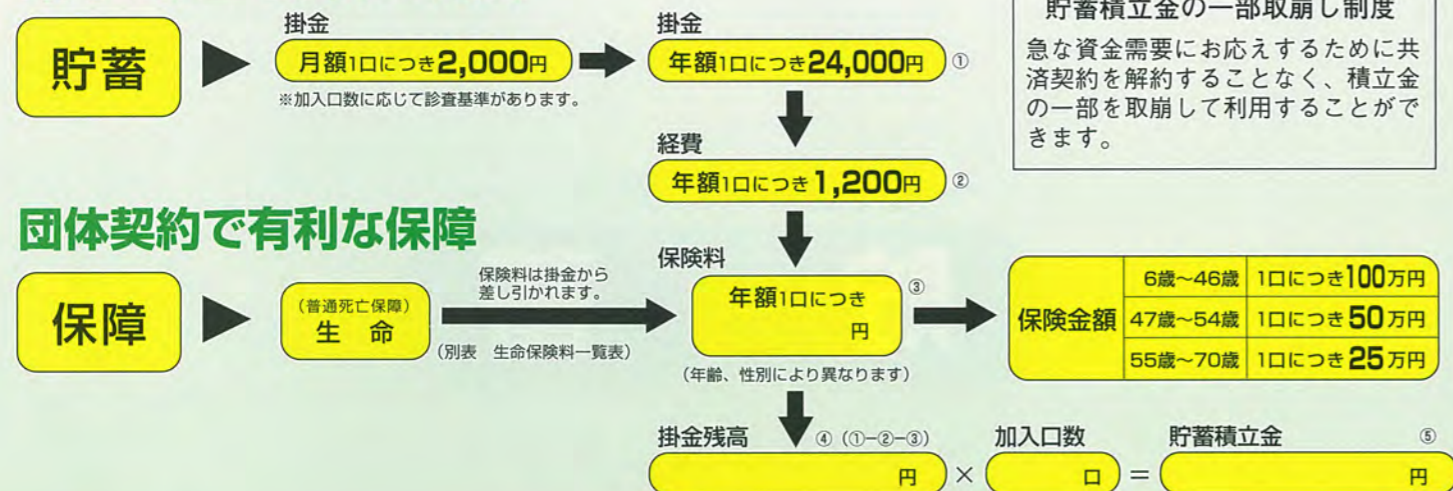 貯蓄
掛金
月額1口につき2,000円
※加入口数に応じて診査基準があります。
掛金
年額1口につき24,000円 ①
経費
年額1口につき1,200円 ②
貯蓄積立金の一部取崩し制度
急な資金需要にお応えするために共
済契約を解約することなく、積立金
の一部を取崩して利用することがで
きます。
団体契約で有利な保障
保障
(普通死亡保障)
生 命
保険料は掛金から
差し引かれます。
(別表 生命保険料一覧表)
保険料
年額1口につき
円
③
(年齢、性別により異なります)
保険金額
6歳〜46歳 1口につき100万円
47歳〜54歳 1口につき50万円
55歳〜70歳 1口につき25万円
掛金残高 ④ (①−②−③) 加入口数 貯蓄積立金 ⑤
円 × 口 = 円